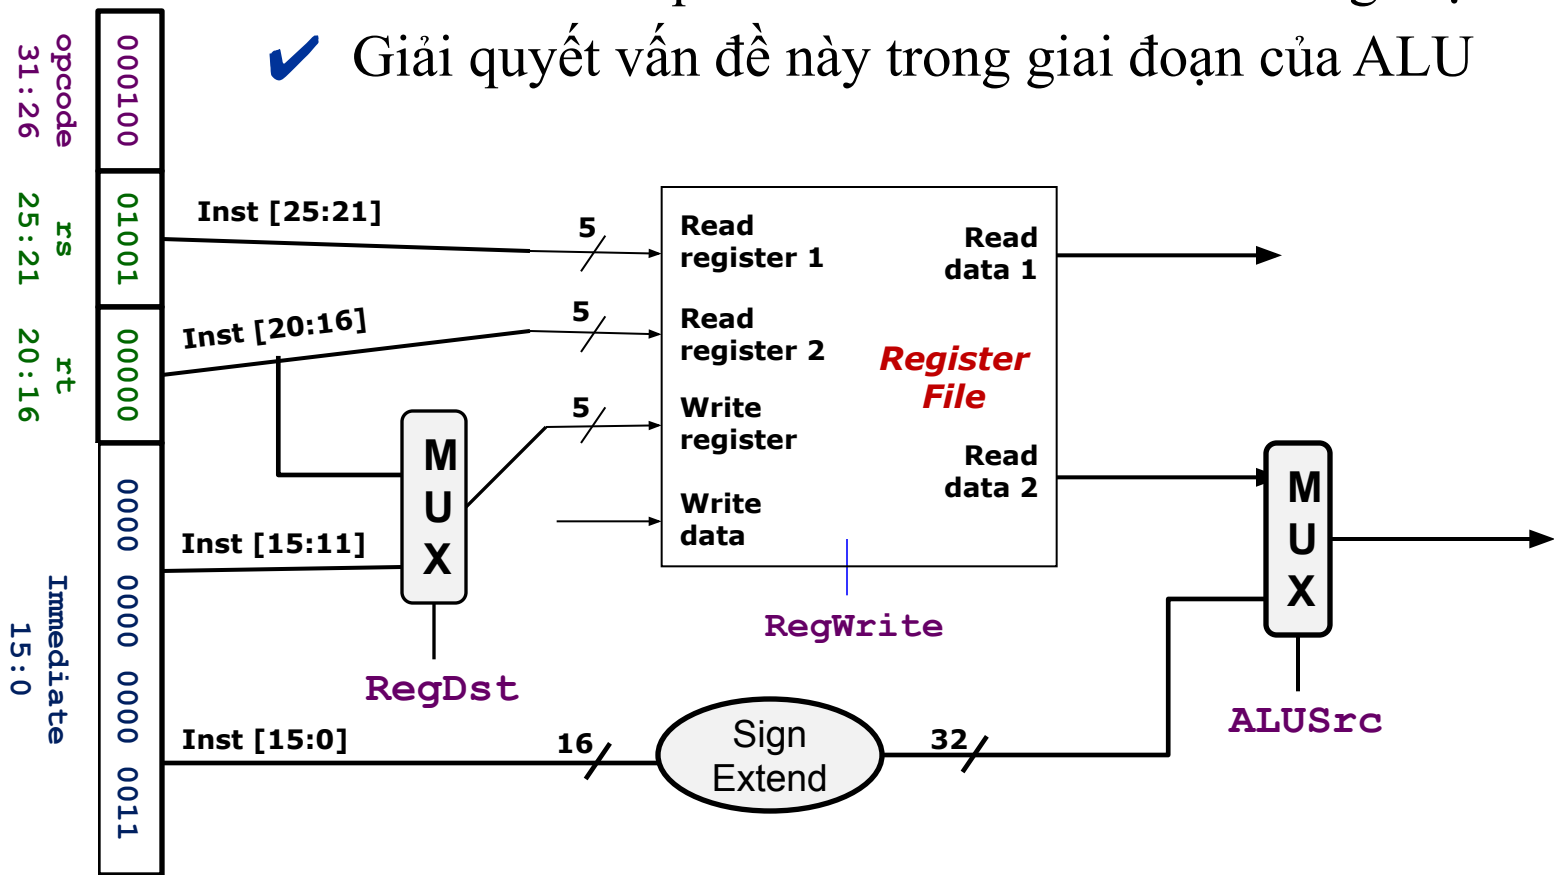 ✔ Giải quyết vấn đề này trong giai đoạn của ALU
opcode
31:26
000100
rs
25:21
01001
rt
20:16
00000
Immediate
15:0
0000 0000 0000 0011
Inst [25:21]
5
Inst [20:16]
5
5
Inst [15:11]
M
U
X
RegDst
Read
register 1
Read
register 2
Write
register
Write
data
Read
data 1
Register
File
Read
data 2
RegWrite
M
U
X
ALUSrc
Inst [15:0]
16
Sign
Extend
32